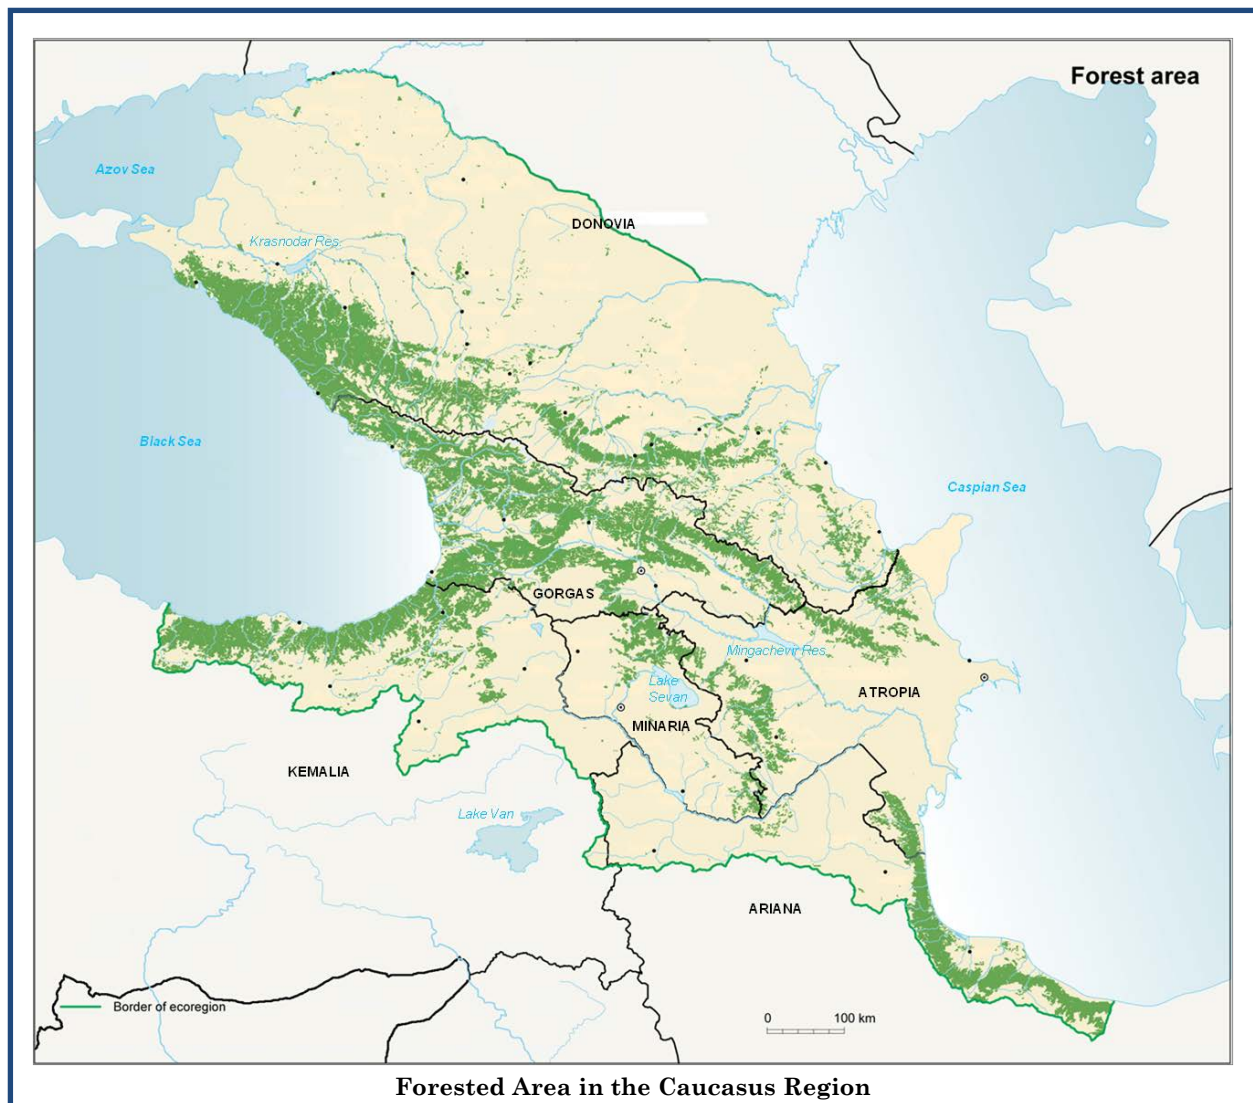 Forest area
Azov Sea
DONOVIA
Krasnodar Res.
Black Sea
Caspian Sea
GORGAS
Mingachevir Res.
Lake
Sevan
ATROPIA
MINARIA
KEMALIA
Lake Van
ARIANA
Border of ecoregion
0 100 km
Forested Area in the Caucasus Region